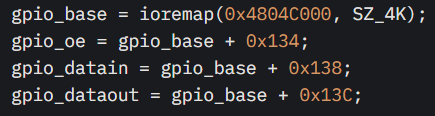 gpio_base = ioremap(0x4804C000, SZ_4K);
gpio_oe = gpio_base + 0x134;
gpio_datain = gpio_base + 0x138;
gpio_dataout = gpio_base + 0x13C;